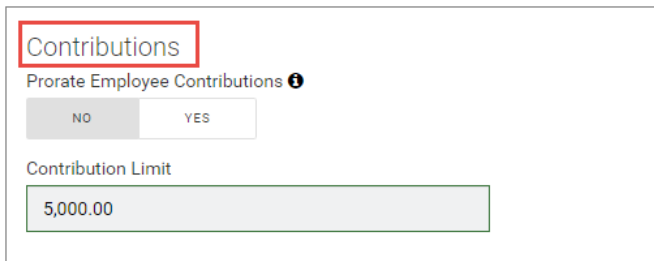 Contributions
Prorate Employee Contributions
NO YES
Contribution Limit
5,000.00